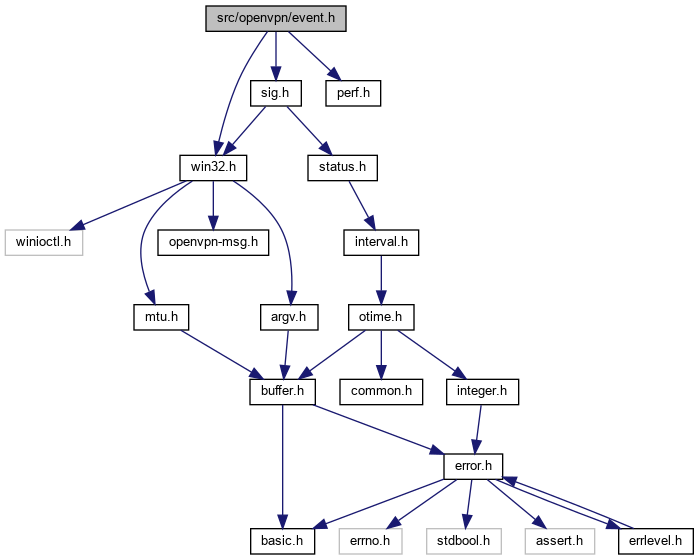 src/openvpn/event.h
sig.h
perf.h
win32.h
status.h
winioctl.h
openvpn-msg.h
interval.h
mtu.h
argv.h
otime.h
buffer.h
common.h
integer.h
error.h
basic.h
errno.h
stdbool.h
assert.h
errlevel.h